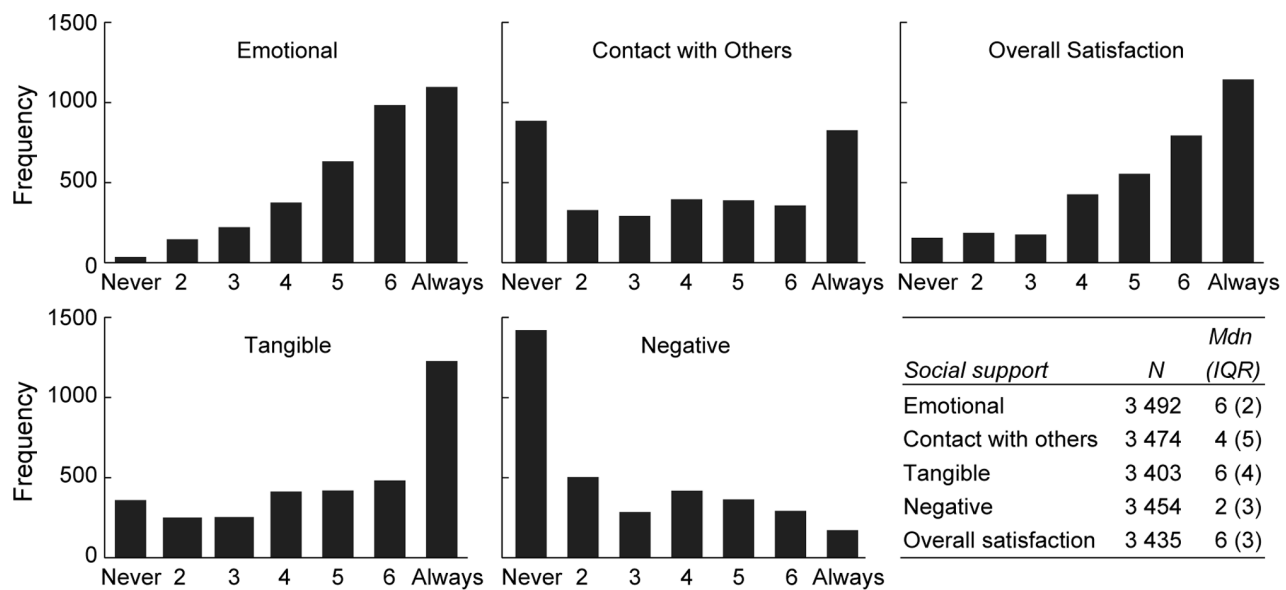 1500
1000
500
0
Frequency
Emotional
Never 2 3 4 5 6 Always
Contact with Others
Never 2 3 4 5 6 Always
Overall Satisfaction
Never 2 3 4 5 6 Always
1500
1000
500
0
Frequency
Tangible
Never 2 3 4 5 6 Always
Negative
Never 2 3 4 5 6 Always
Mdn
Social support N (IQR)
Emotional 3 492 6 (2)
Contact with others 3 474 4 (5)
Tangible 3 403 6 (4)
Negative 3 454 2 (3)
Overall satisfaction 3 435 6 (3)